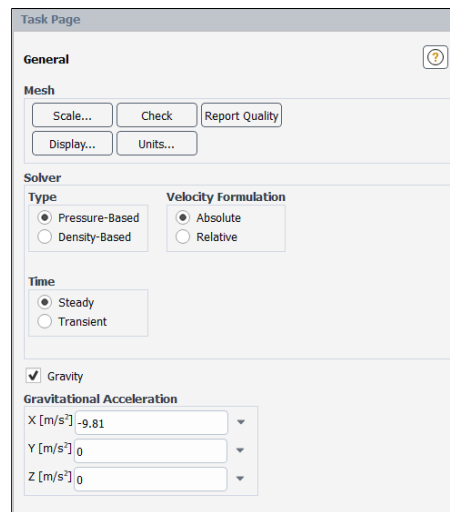 Task Page
General
?
Mesh
Scale... Check Report Quality
Display... Units...
Solver
Type Velocity Formulation
Pressure-Based Absolute
Density-Based Relative
Time
Steady
Transient
Gravity
Gravitational Acceleration
X [m/s²] -9.81
Y [m/s²] 0
Z [m/s²] 0